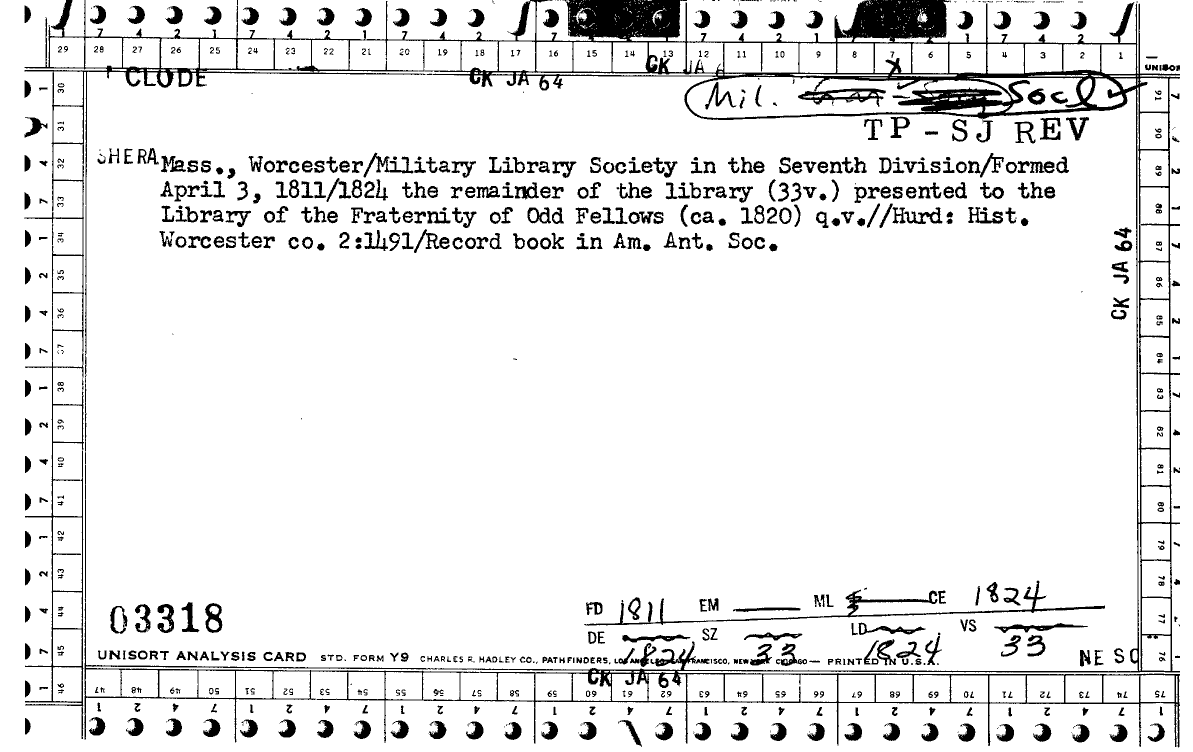 7 4 2 1 7 4 2 1 7 4 2 7 7 4 2 1 7 4 2
29 28 27 26 25 24 23 22 21 20 19 18 17 16 15 14 13 12 11 10 9 8 7 6 5 4 3 2 1
CLODE CK JA 64 CK JA 6 X UNISOR
Mil. Socl ✓
TP - SJ REV
SHERA Mass., Worcester/Military Library Society in the Seventh Division/Formed
April 3, 1811/1824 the remainder of the library (33v.) presented to the
Library of the Fraternity of Odd Fellows (ca. 1820) q.v.//Hurd: Hist.
Worcester co. 2:1491/Record book in Am. Ant. Soc.
CK JA 64
1 30
2 31
4 32
7 33
1 34
2 35
4 36
7 37
1 38
2 39
4 40
7 41
1 42
2 43
4 44
7 45
1 46
91
90
89
88
87
86
85
84
83
82
81
80
79
78
77
76
03318
FD 1811 EM ML CE 1824
DE 1824 SZ 33 LD 1824 VS 33
UNISORT ANALYSIS CARD STD. FORM Y9 CHARLES R. HADLEY CO., PATHFINDERS, LOS ANGELES, SAN FRANCISCO, NEW YORK, CHICAGO — PRINTED IN U.S.A. NE SC
CK JA 64
47 48 49 50 51 52 53 54 55 56 57 58 59 60 61 62 63 64 65 66 67 68 69 70 71 72 73 74 75
1 2 4 7 1 2 4 7 1 2 4 7 1 2 4 7 1 2 4 7 1 2 4 7 1 2 4 7 1